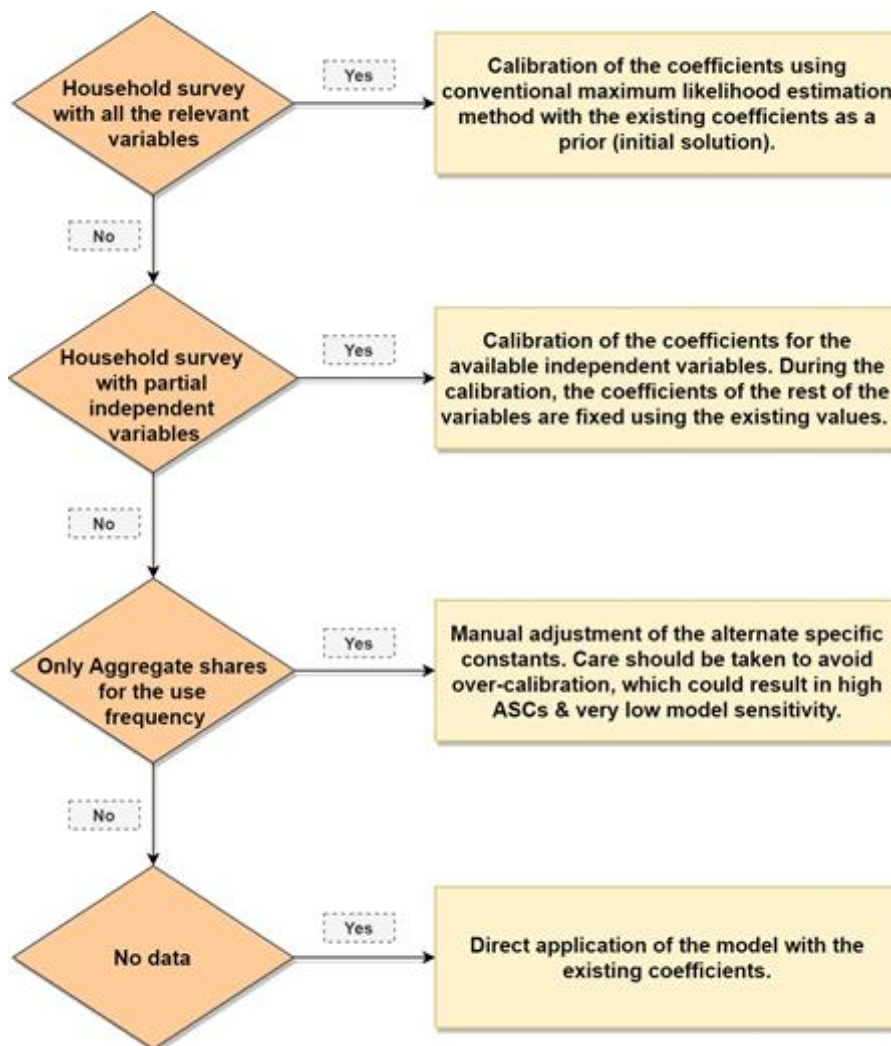 Household survey
with all the relevant
variables
Yes
Calibration of the coefficients using
conventional maximum likelihood estimation
method with the existing coefficients as a
prior (initial solution).
No
Household survey
with partial
independent
variables
Yes
Calibration of the coefficients for the
available independent variables. During the
calibration, the coefficients of the rest of the
variables are fixed using the existing values.
No
Only Aggregate shares
for the use
frequency
Yes
Manual adjustment of the alternate specific
constants. Care should be taken to avoid
over-calibration, which could result in high
ASCs & very low model sensitivity.
No
No data
Yes
Direct application of the model with the
existing coefficients.